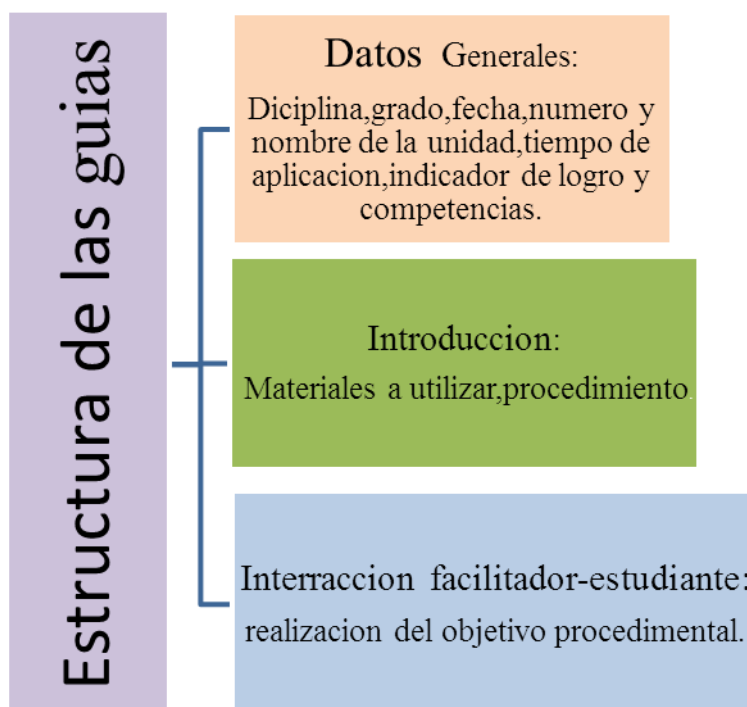 Estructura de las guias
Datos Generales:
Diciplina,grado,fecha,numero y
nombre de la unidad,tiempo de
aplicacion,indicador de logro y
competencias.
Introduccion:
Materiales a utilizar,procedimiento.
Interraccion facilitador-estudiante:
realizacion del objetivo procedimental.